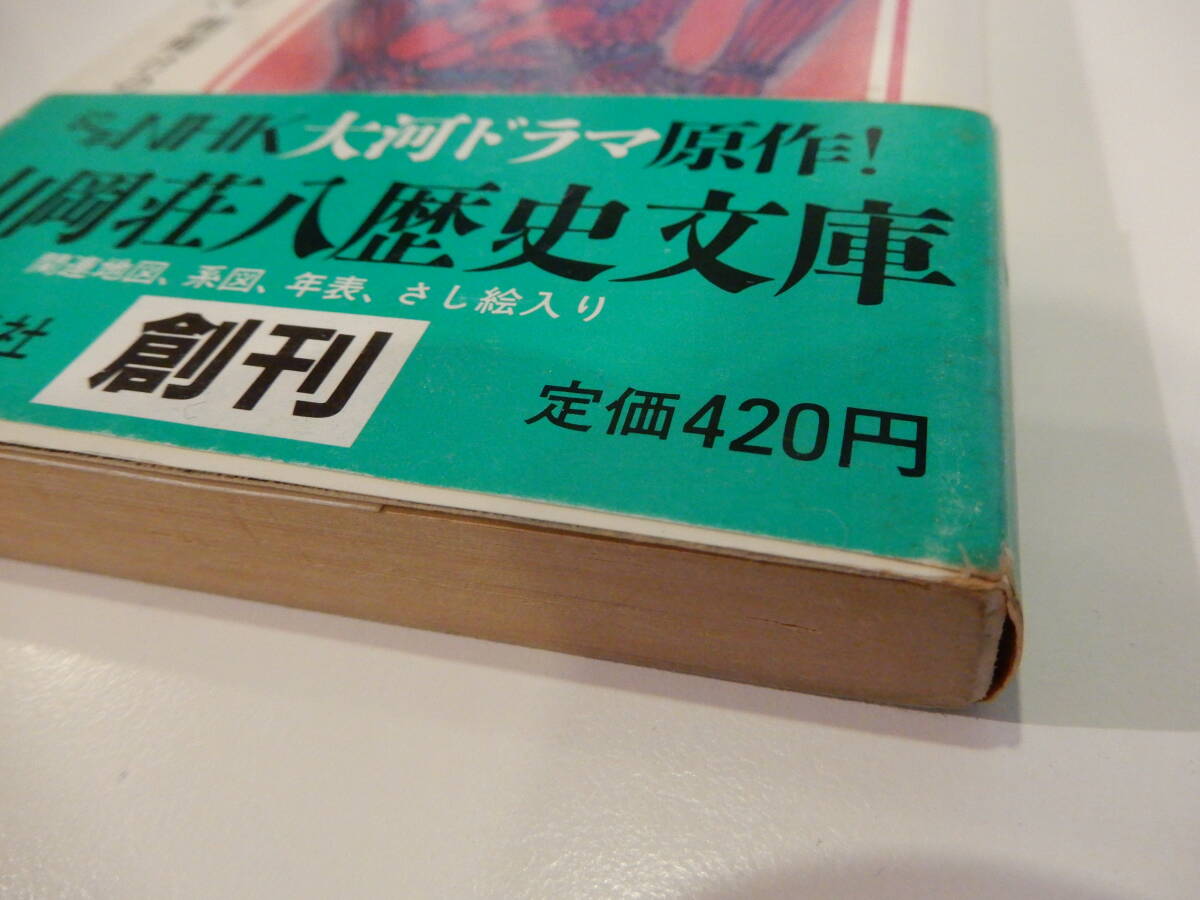 NHK大河ドラマ原作!
山岡荘八歴史文庫
関連地図、系図、年表、さし絵入り
社
創刊
定価420円